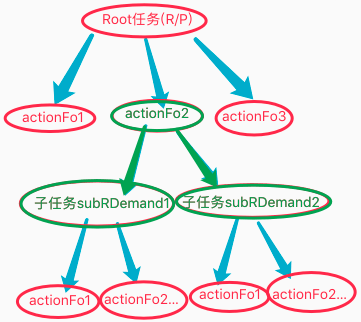 Root任务(R/P)
actionFo1
actionFo2
actionFo3
子任务subRDemand1
子任务subRDemand2
actionFo1
actionFo2...
actionFo1
actionFo2...